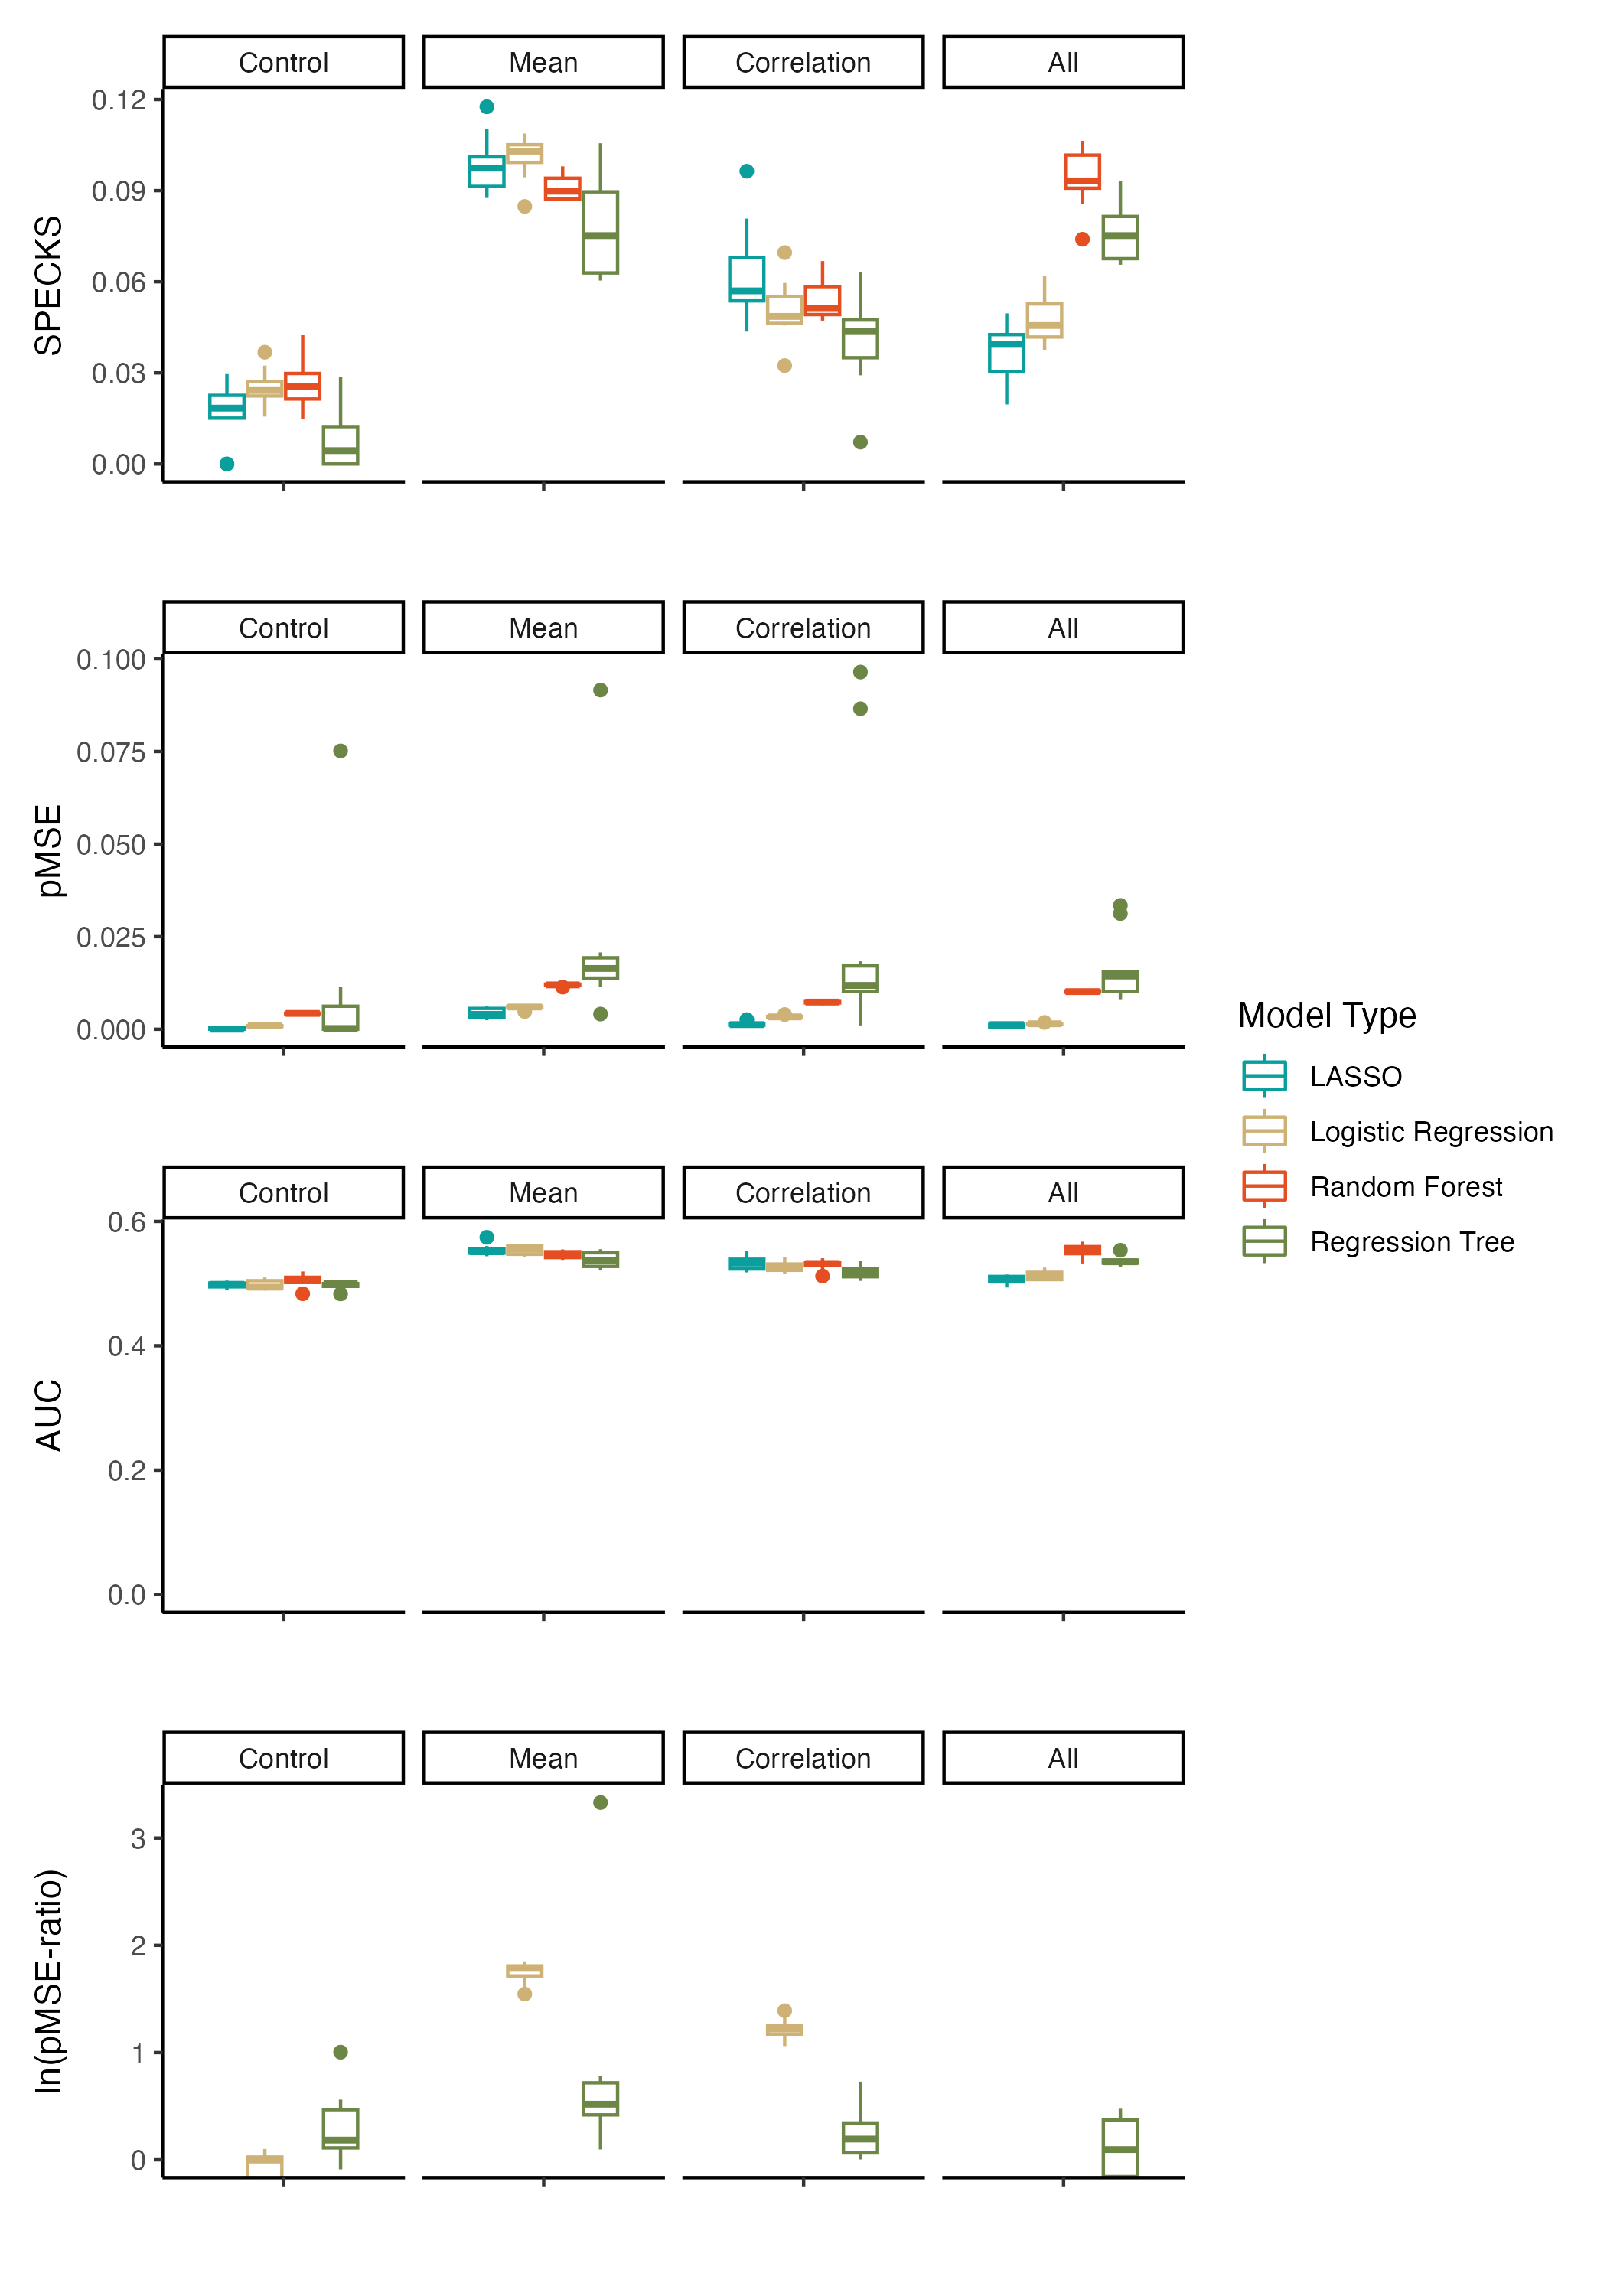 Control Mean Correlation All
SPECKS
0.12
0.09
0.06
0.03
0.00
Control Mean Correlation All
pMSE
0.100
0.075
0.050
0.025
0.000
Control Mean Correlation All
AUC
0.6
0.4
0.2
0.0
Control Mean Correlation All
ln(pMSE-ratio)
3
2
1
0
Model Type
LASSO
Logistic Regression
Random Forest
Regression Tree